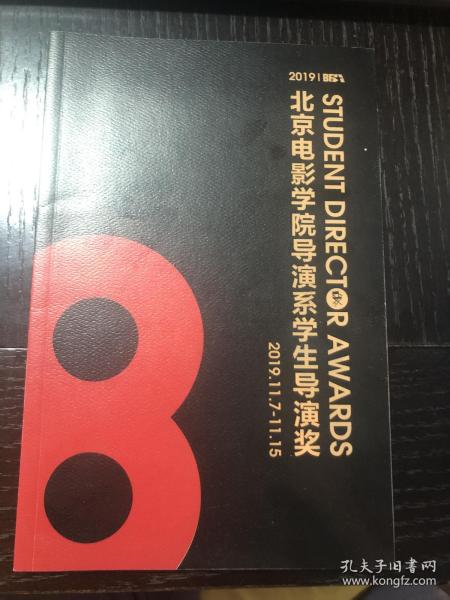 2019 | BFA
STUDENT DIRECTOR AWARDS
北京电影学院导演系学生导演奖
2019.11.7-11.15
8
孔夫子旧书网
www.kongfz.com